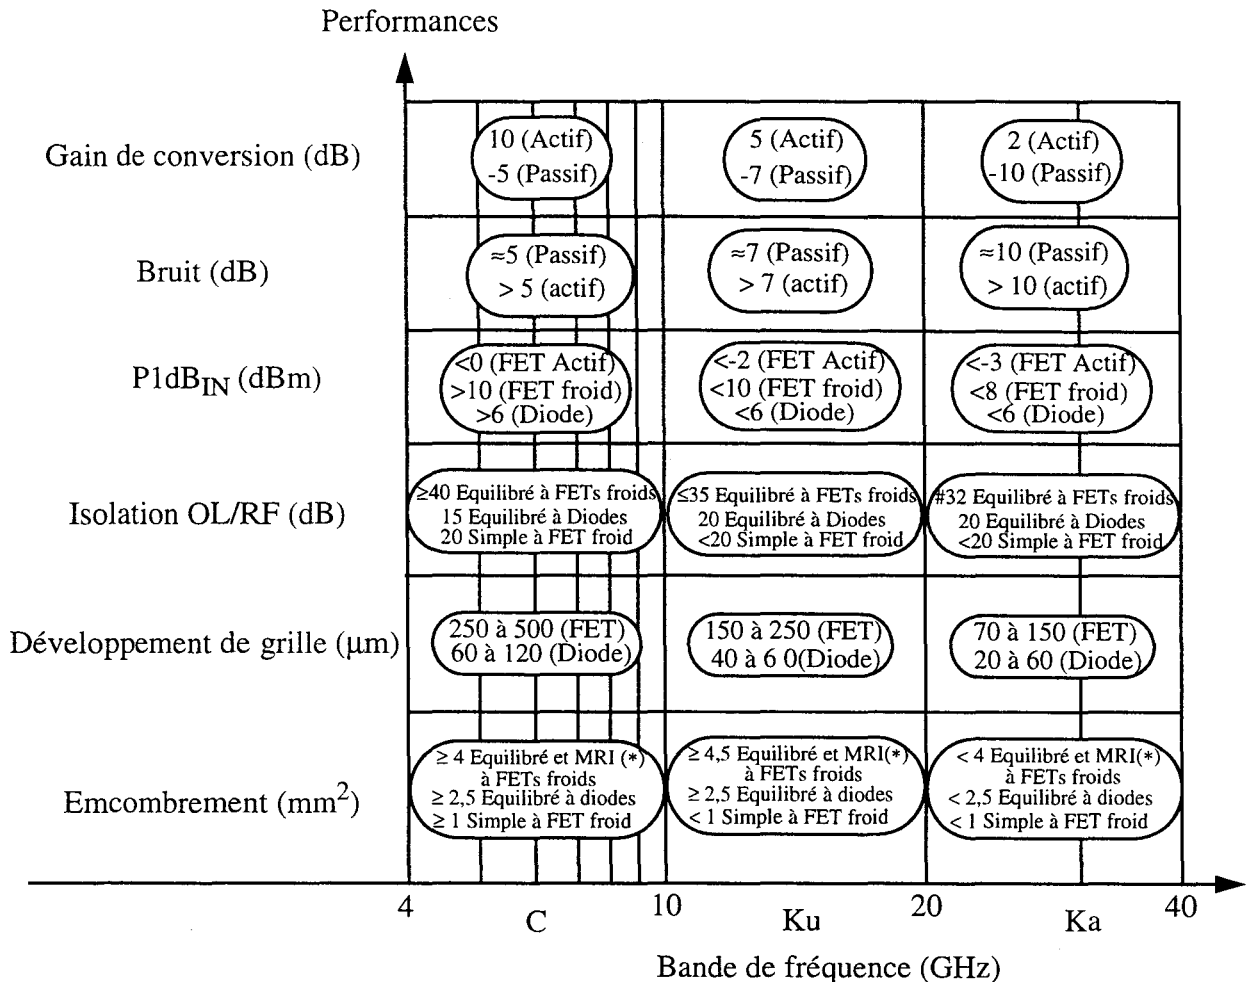 Performances
Gain de conversion (dB)
10 (Actif)
-5 (Passif)
5 (Actif)
-7 (Passif)
2 (Actif)
-10 (Passif)
Bruit (dB)
≈5 (Passif)
> 5 (actif)
≈7 (Passif)
> 7 (actif)
≈10 (Passif)
> 10 (actif)
P1dBIN (dBm)
<0 (FET Actif)
>10 (FET froid)
>6 (Diode)
<-2 (FET Actif)
<10 (FET froid)
<6 (Diode)
<-3 (FET Actif)
<8 (FET froid)
<6 (Diode)
Isolation OL/RF (dB)
≥40 Equilibré à FETs froids
15 Equilibré à Diodes
20 Simple à FET froid
≤35 Equilibré à FETs froids
20 Equilibré à Diodes
<20 Simple à FET froid
#32 Equilibré à FETs froids
20 Equilibré à Diodes
<20 Simple à FET froid
Développement de grille (µm)
250 à 500 (FET)
60 à 120 (Diode)
150 à 250 (FET)
40 à 6 0(Diode)
70 à 150 (FET)
20 à 60 (Diode)
Emcombrement (mm²)
≥ 4 Equilibré et MRI (*)
à FETs froids
≥ 2,5 Equilibré à diodes
≥ 1 Simple à FET froid
≥ 4,5 Equilibré et MRI(*)
à FETs froids
≥ 2,5 Equilibré à diodes
< 1 Simple à FET froid
< 4 Equilibré et MRI(*)
à FETs froids
< 2,5 Equilibré à diodes
< 1 Simple à FET froid
4 C 10 Ku 20 Ka 40
Bande de fréquence (GHz)